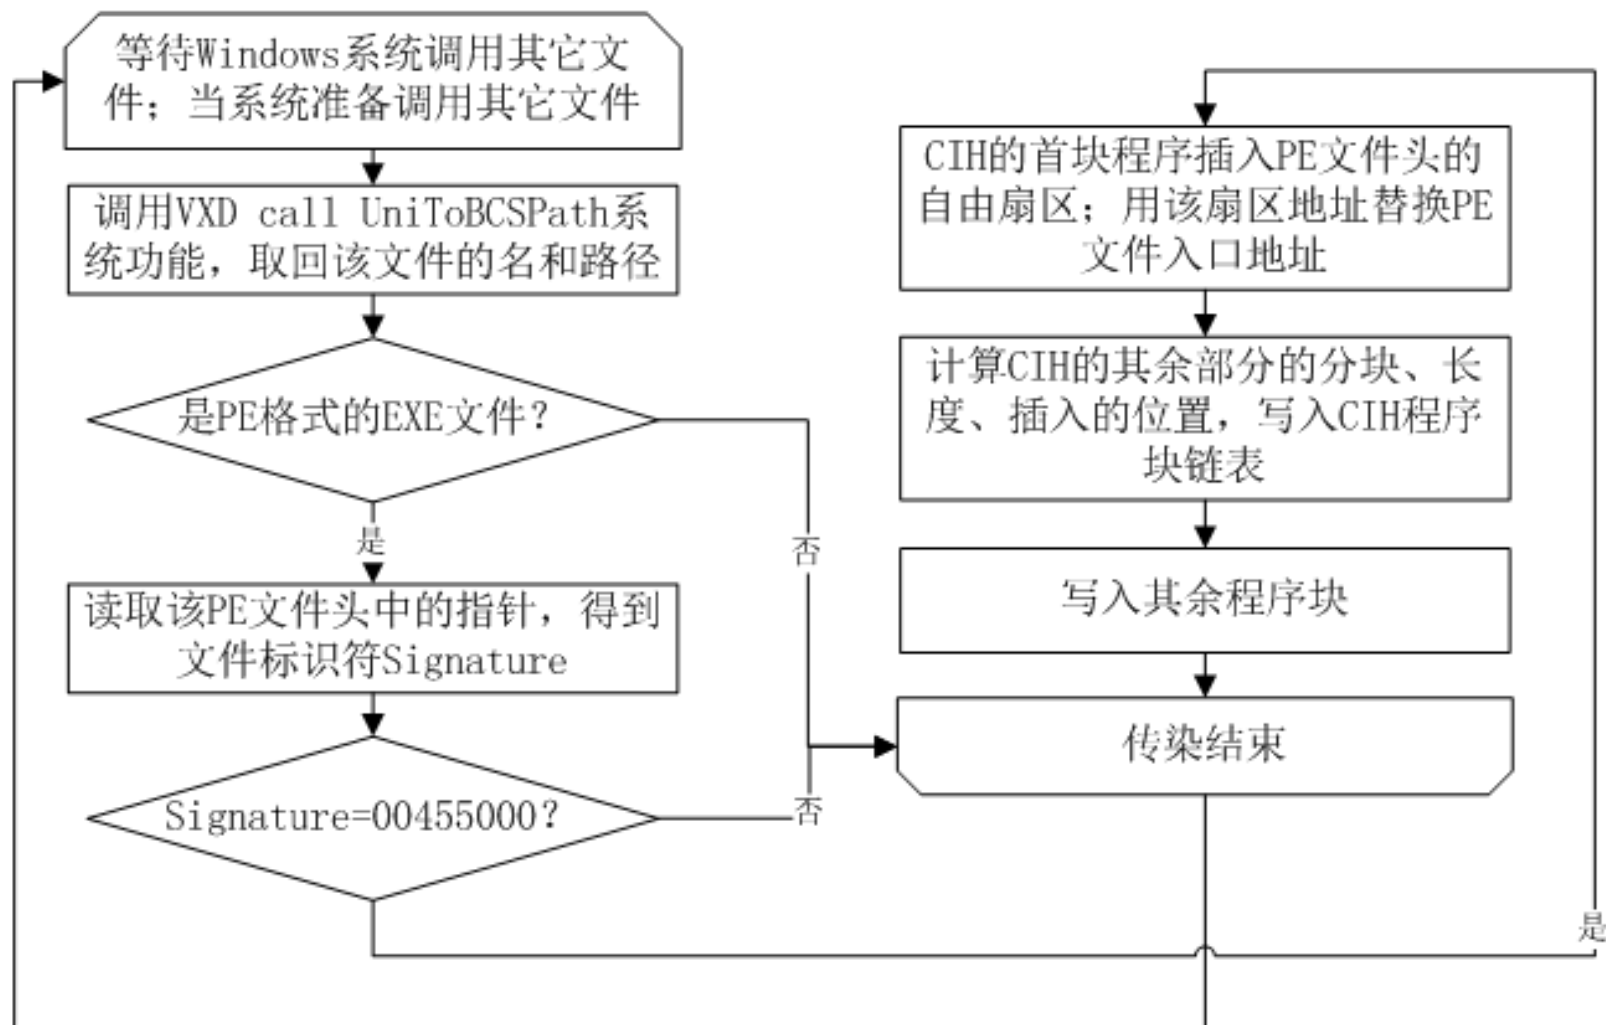 等待Windows系统调用其它文
件；当系统准备调用其它文件
调用VXD call UniToBCSPath系
统功能，取回该文件的名和路径
是PE格式的EXE文件？
是
否
读取该PE文件头中的指针，得到
文件标识符Signature
Signature=00455000？
否
是
CIH的首块程序插入PE文件头的
自由扇区；用该扇区地址替换PE
文件入口地址
计算CIH的其余部分的分块、长
度、插入的位置，写入CIH程序
块链表
写入其余程序块
传染结束